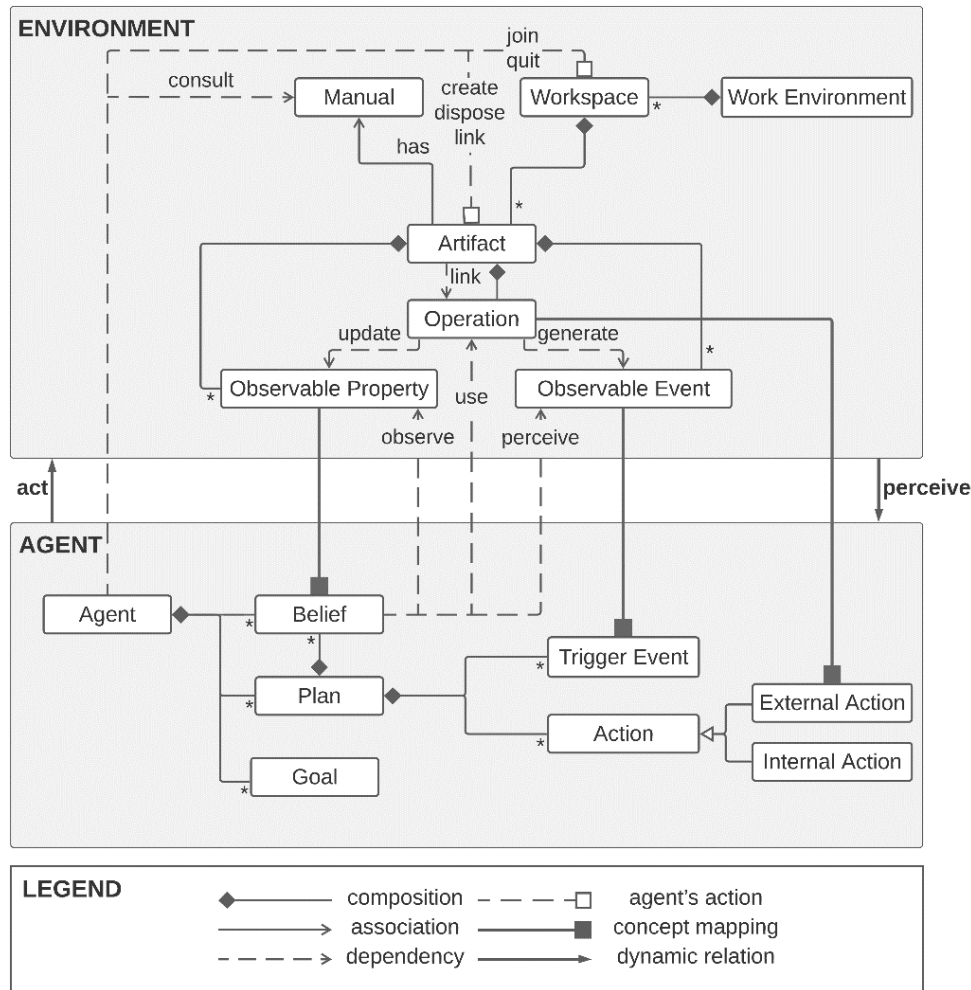 ENVIRONMENT
join
quit
consult
Manual
create
dispose
link
Workspace
*
Work Environment
has
*
Artifact
link
Operation
update
generate
*
Observable Property
*
use
Observable Event
observe
perceive
act
perceive
AGENT
Agent
*
Belief
*
Trigger Event
*
*
Plan
External Action
*
Action
Internal Action
*
Goal
LEGEND
composition
agent's action
association
concept mapping
dependency
dynamic relation